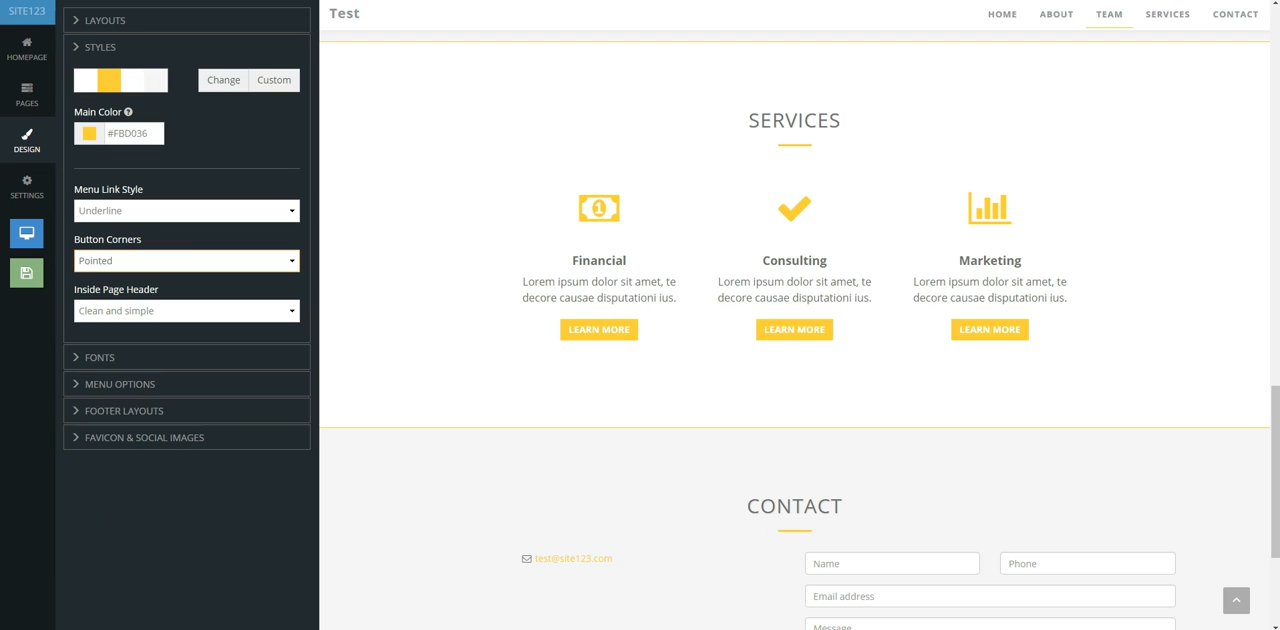 SITE123
HOMEPAGE
PAGES
DESIGN
SETTINGS
LAYOUTS
STYLES
Change Custom
Main Color
#FBD036
Menu Link Style
Underline
Button Corners
Pointed
Inside Page Header
Clean and simple
FONTS
MENU OPTIONS
FOOTER LAYOUTS
FAVICON & SOCIAL IMAGES
Test
HOME ABOUT TEAM SERVICES CONTACT
SERVICES
1
Financial
Lorem ipsum dolor sit amet, te
decore causae disputationi ius.
LEARN MORE
Consulting
Lorem ipsum dolor sit amet, te
decore causae disputationi ius.
LEARN MORE
Marketing
Lorem ipsum dolor sit amet, te
decore causae disputationi ius.
LEARN MORE
CONTACT
test@site123.com
Name
Phone
Email address
Message